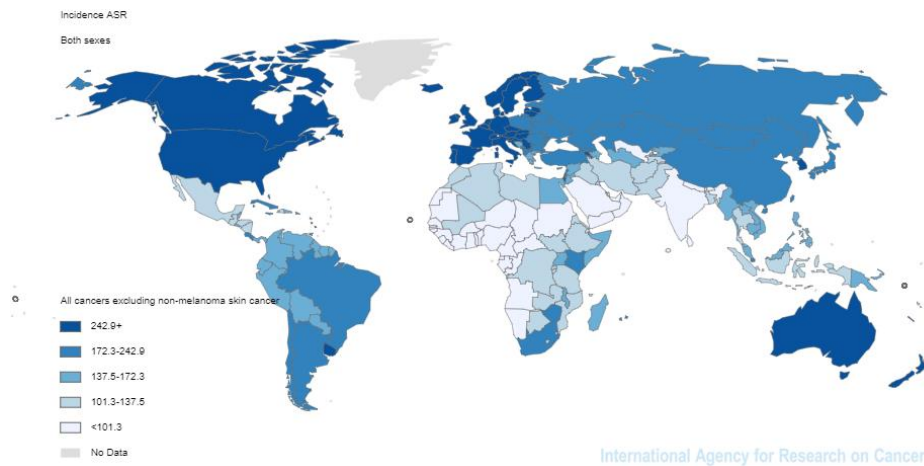 Incidence ASR
Both sexes
All cancers excluding non-melanoma skin cancer
242.9+
172.3-242.9
137.5-172.3
101.3-137.5
<101.3
No Data
International Agency for Research on Cancer